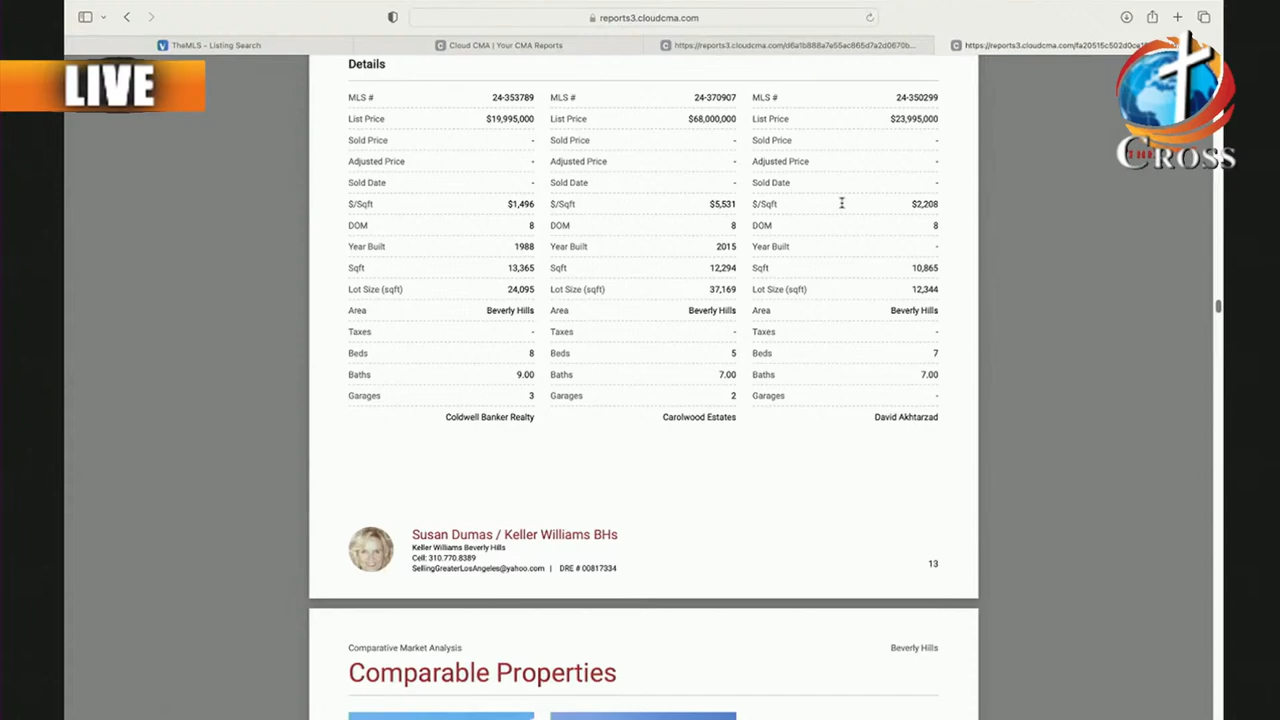 reports3.cloudcma.com
TheMLS - Listing Search
Cloud CMA | Your CMA Reports
https://reports3.cloudcma.com/d6a1b888a7e55ac865d7a2d0670b...
LIVE
THE CROSS
Details
MLS # 24-353789 MLS # 24-370907 MLS # 24-350299
List Price $19,995,000 List Price $68,000,000 List Price $23,995,000
Sold Price - Sold Price - Sold Price -
Adjusted Price - Adjusted Price - Adjusted Price -
Sold Date - Sold Date - Sold Date -
$/Sqft $1,496 $/Sqft $5,531 $/Sqft $2,208
DOM 8 DOM 8 DOM 8
Year Built 1988 Year Built 2015 Year Built -
Sqft 13,365 Sqft 12,294 Sqft 10,865
Lot Size (sqft) 24,095 Lot Size (sqft) 37,169 Lot Size (sqft) 12,344
Area Beverly Hills Area Beverly Hills Area Beverly Hills
Taxes - Taxes - Taxes -
Beds 8 Beds 5 Beds 7
Baths 9.00 Baths 7.00 Baths 7.00
Garages 3 Garages 2 Garages -
Coldwell Banker Realty Carolwood Estates David Akhtarzad
Susan Dumas / Keller Williams BHs
Keller Williams Beverly Hills
Cell: 310.770.8389
SellingGreaterLosAngeles@yahoo.com | DRE # 00817334
13
Comparative Market Analysis Beverly Hills
Comparable Properties